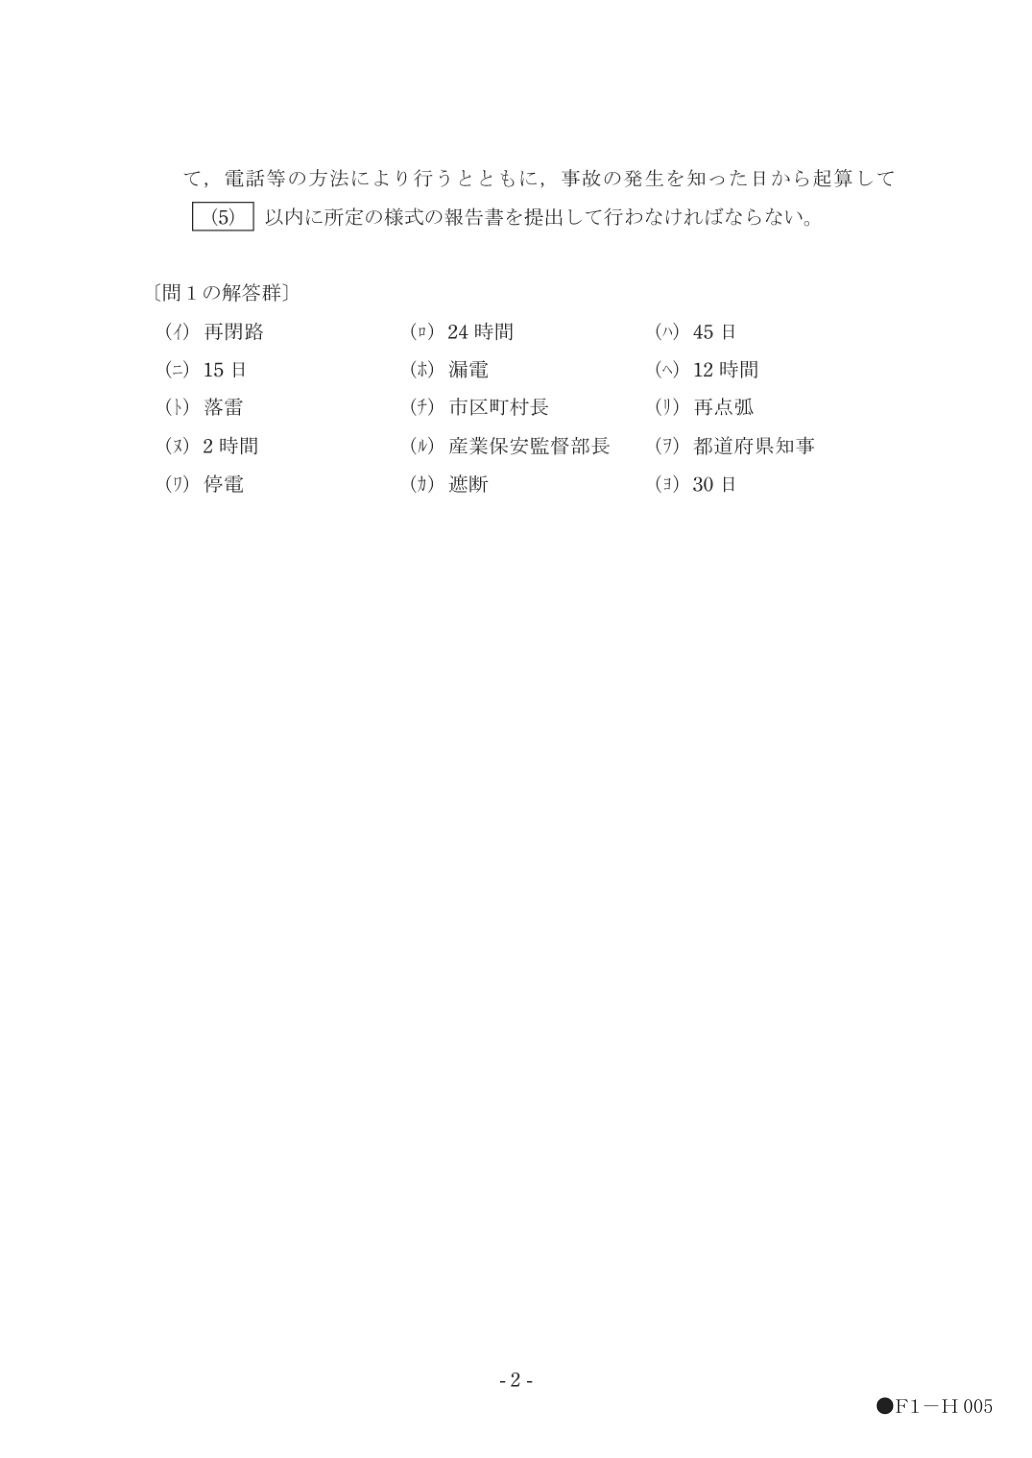 て，電話等の方法により行うとともに，事故の発生を知った日から起算して
(5) 以内に所定の様式の報告書を提出して行わなければならない。
〔問１の解答群〕
(ｲ) 再閉路 (ﾛ) 24 時間 (ﾊ) 45 日
(ﾆ) 15 日 (ﾎ) 漏電 (ﾍ) 12 時間
(ﾄ) 落雷 (ﾁ) 市区町村長 (ﾘ) 再点弧
(ﾇ) 2 時間 (ﾙ) 産業保安監督部長 (ｦ) 都道府県知事
(ﾜ) 停電 (ｶ) 遮断 (ﾖ) 30 日
- 2 -
●F1－H 005